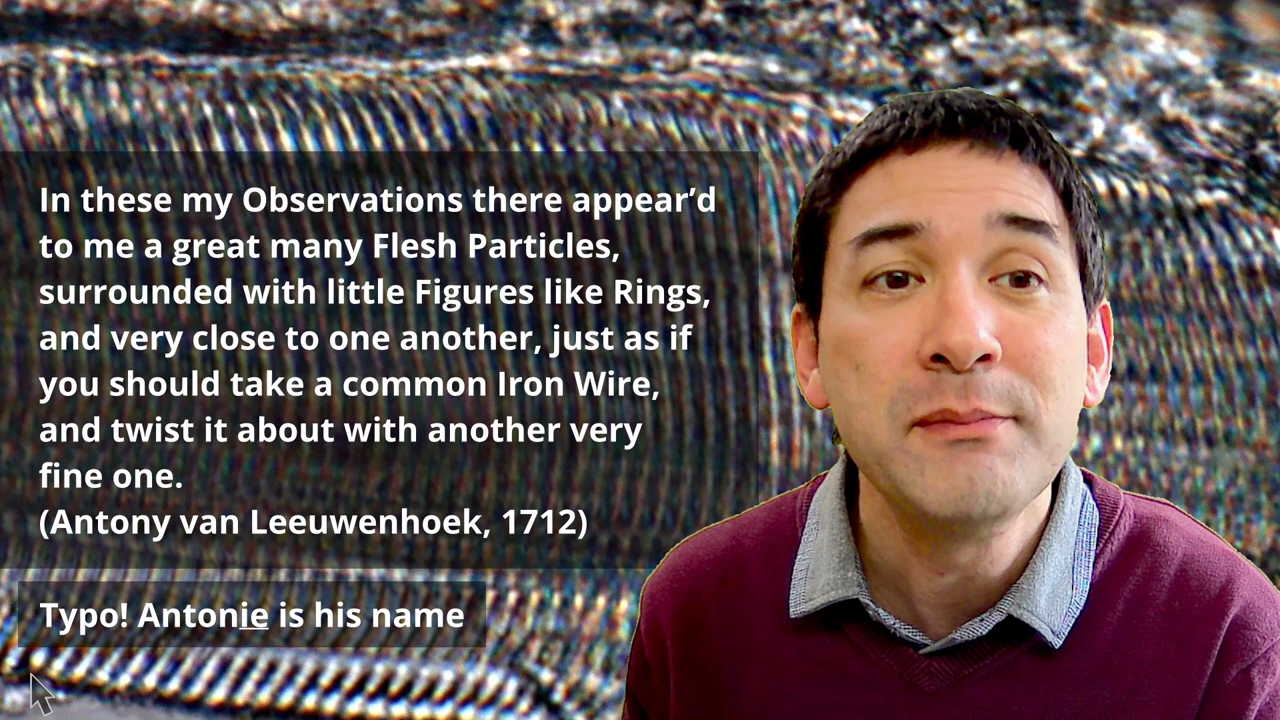 In these my Observations there appear’d
to me a great many Flesh Particles,
surrounded with little Figures like Rings,
and very close to one another, just as if
you should take a common Iron Wire,
and twist it about with another very
fine one.
(Antony van Leeuwenhoek, 1712)
Typo! Antonie is his name